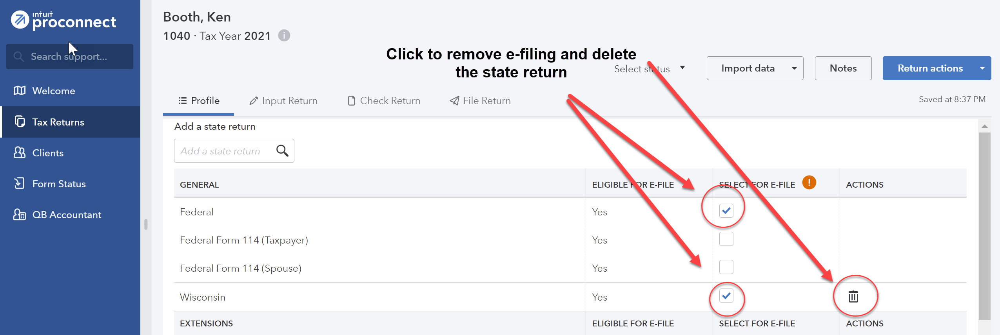 intuit
proconnect
Search support...
Welcome
Tax Returns
Clients
Form Status
QB Accountant
Booth, Ken
1040 · Tax Year 2021
Click to remove e-filing and delete
the state return
Select status
Import data
Notes
Return actions
Profile
Input Return
Check Return
File Return
Saved at 8:37 PM
Add a state return
Add a state return
GENERAL ELIGIBLE FOR E-FILE SELECT FOR E-FILE ACTIONS
Federal Yes
Federal Form 114 (Taxpayer) Yes
Federal Form 114 (Spouse) Yes
Wisconsin Yes
EXTENSIONS ELIGIBLE FOR E-FILE SELECT FOR E-FILE ACTIONS